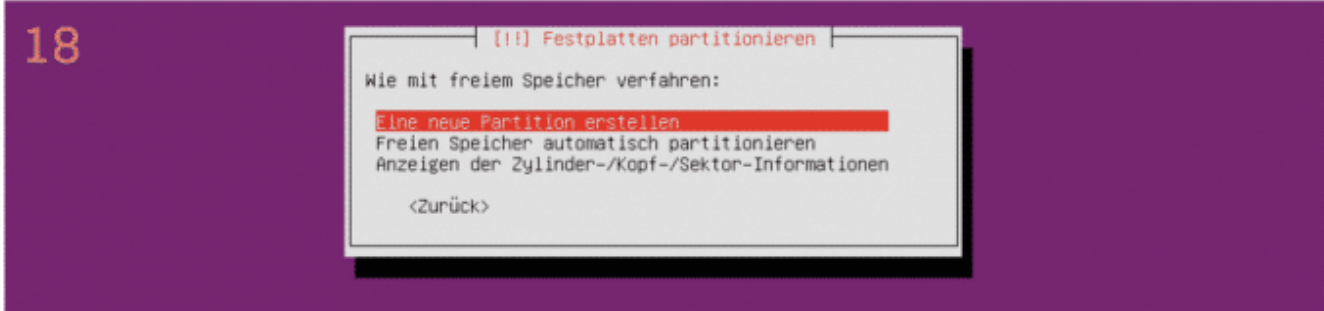 18
[!!] Festplatten partitionieren
Wie mit freiem Speicher verfahren:
Eine neue Partition erstellen
Freien Speicher automatisch partitionieren
Anzeigen der Zylinder-/Kopf-/Sektor-Informationen
<Zurück>